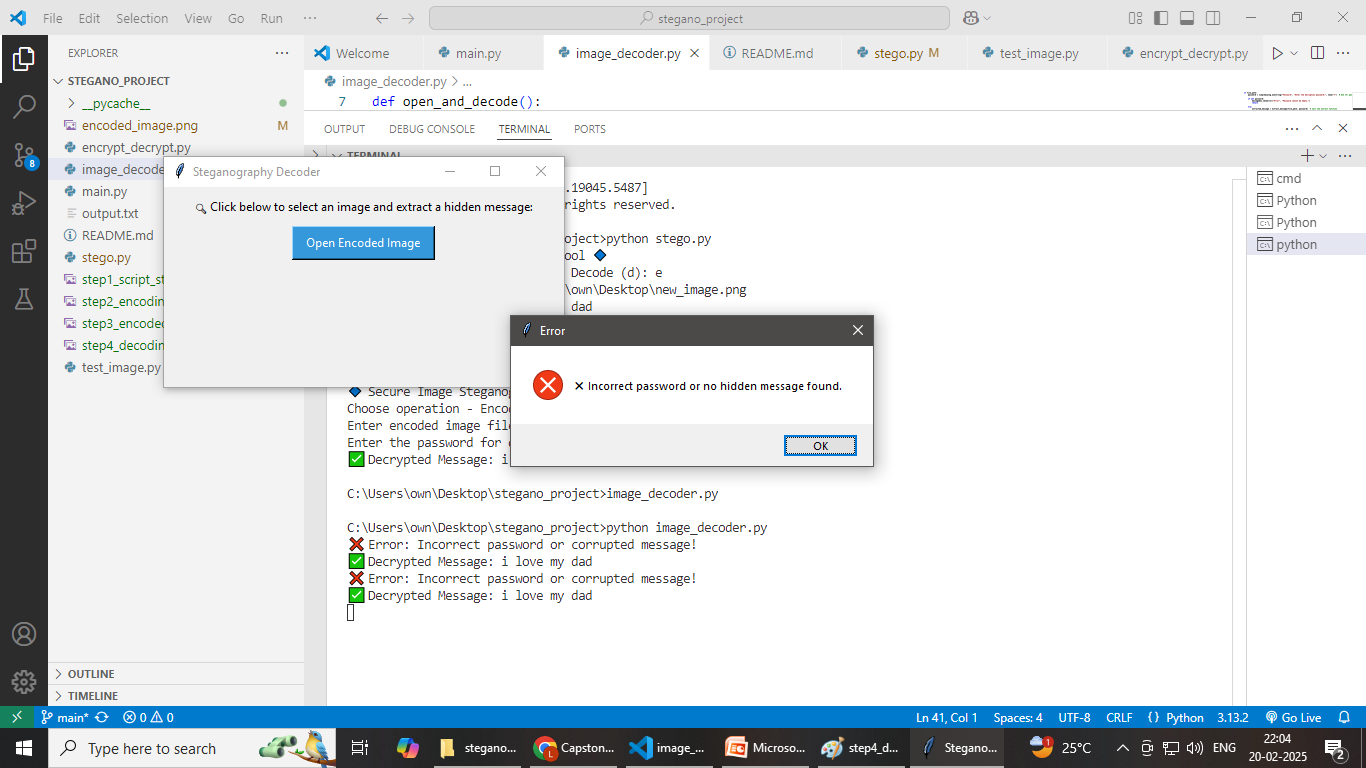 File Edit Selection View Go Run ··· stegano_project
EXPLORER ···
Welcome
main.py
image_decoder.py
README.md
stego.py M
test_image.py
encrypt_decrypt.py
···
STEGANO_PROJECT
image_decoder.py > ...
__pycache__
7 def open_and_decode():
encoded_image.png M
OUTPUT DEBUG CONSOLE TERMINAL PORTS ···
encrypt_decrypt.py
image_decode
TERMINAL
···
main.py
output.txt
README.md
stego.py
step1_script_st
step2_encodin
step3_encoded
step4_decodin
test_image.py
Steganography Decoder
Click below to select an image and extract a hidden message:
Open Encoded Image
.19045.5487]
rights reserved.
oject>python stego.py
ool
Decode (d): e
\own\Desktop\new_image.png
dad
cmd
Python
Python
python
Error
Incorrect password or no hidden message found.
OK
Secure Image Stegano
Choose operation - Enco
Enter encoded image fil
Enter the password for
Decrypted Message: i
C:\Users\own\Desktop\stegano_project>image_decoder.py
C:\Users\own\Desktop\stegano_project>python image_decoder.py
Error: Incorrect password or corrupted message!
Decrypted Message: i love my dad
Error: Incorrect password or corrupted message!
Decrypted Message: i love my dad
OUTLINE
TIMELINE
8
main* 0 0 Ln 41, Col 1 Spaces: 4 UTF-8 CRLF {} Python 3.13.2 Go Live
Type here to search
stegano...
Capston...
image_...
Microso...
step4_d...
Stegano...
1
25°C
ENG
22:04
20-02-2025
2